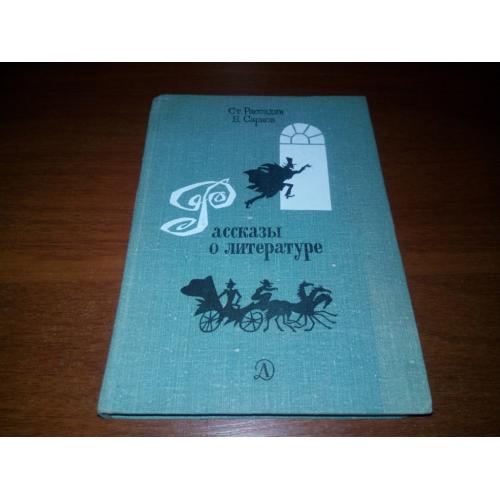 Ст. Рассадин
Б. Сарнов
Рассказы
о литературе
Д